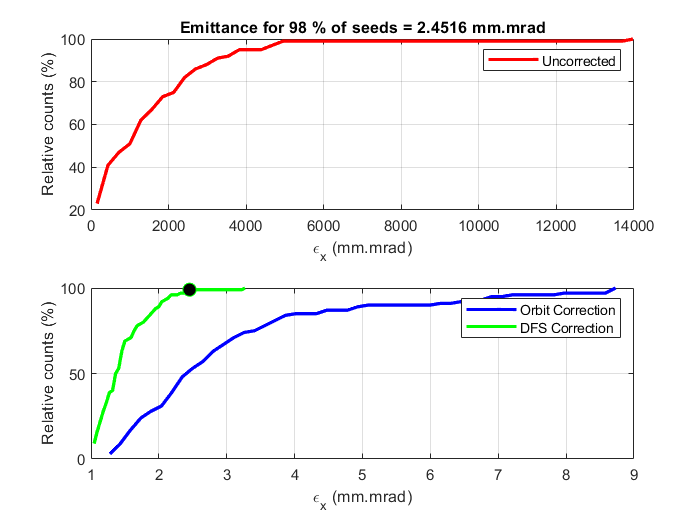 Emittance for 98 % of seeds = 2.4516 mm.mrad
Relative counts (%)
100
80
60
40
20
Uncorrected
0 2000 4000 6000 8000 10000 12000 14000
ϵx (mm.mrad)
Relative counts (%)
100
50
0
Orbit Correction
DFS Correction
1 2 3 4 5 6 7 8 9
ϵx (mm.mrad)